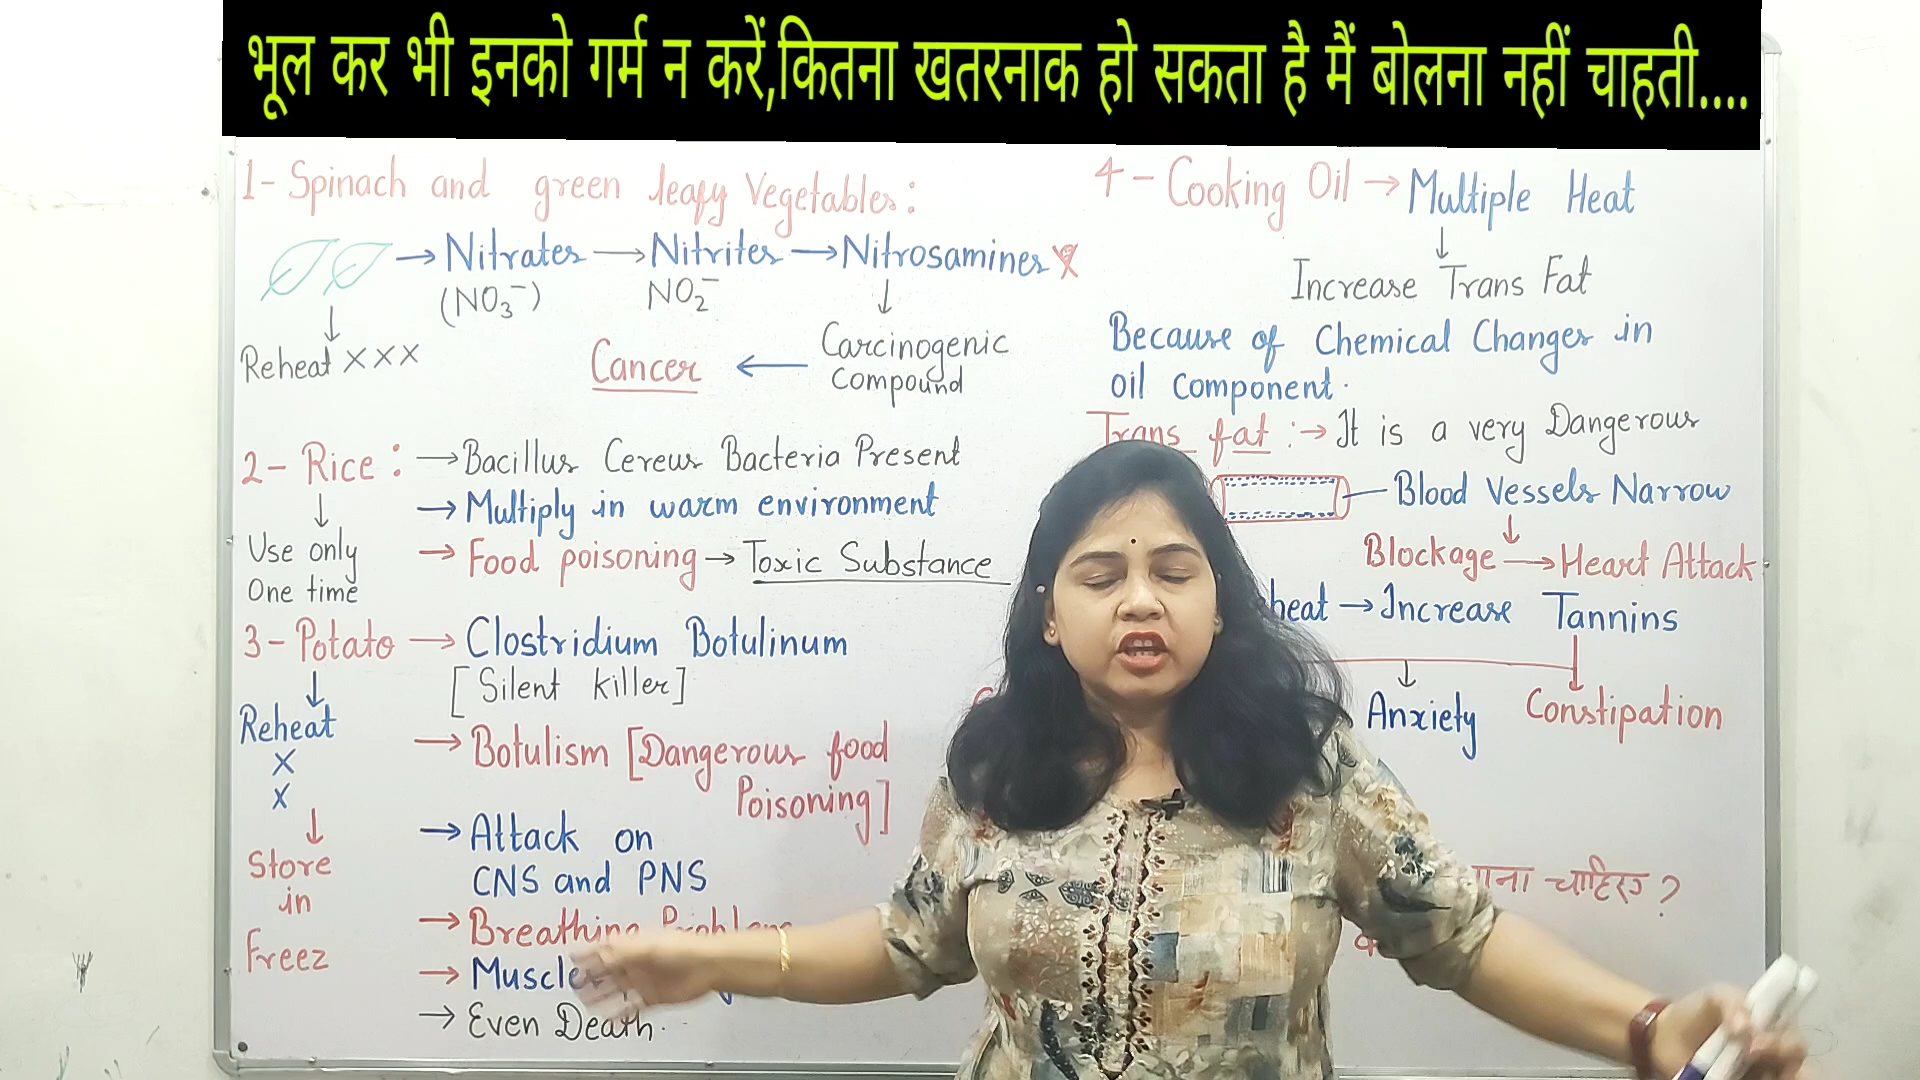 भूल कर भी इनको गर्म न करें,कितना खतरनाक हो सकता है मैं बोलना नहीं चाहती....
1- Spinach and green leafy Vegetables:
→ Nitrates → Nitrites → Nitrosamines
(NO3⁻) NO2⁻
↓
Reheat XXX
↓
Carcinogenic
Compound
← Cancer
2- Rice : → Bacillus Cereus Bacteria Present
→ Multiply in warm environment
→ Food poisoning → Toxic Substance
↓
Use only
One time
3- Potato → Clostridium Botulinum
[Silent killer]
↓
Reheat
X
X
↓
Store
in
Freez
→ Botulism [Dangerous food
Poisoning]
→ Attack on
CNS and PNS
→ Breathing
→ Muscles
→ Even Death.
4- Cooking Oil → Multiple Heat
↓
Increase Trans Fat
Because of Chemical Changes in
oil Component.
Trans fat :→ It is a very Dangerous
Blood Vessels Narrow
↓
Blockage → Heart Attack
heat → Increase Tannins
↓
Anxiety Constipation
चाहिए ?